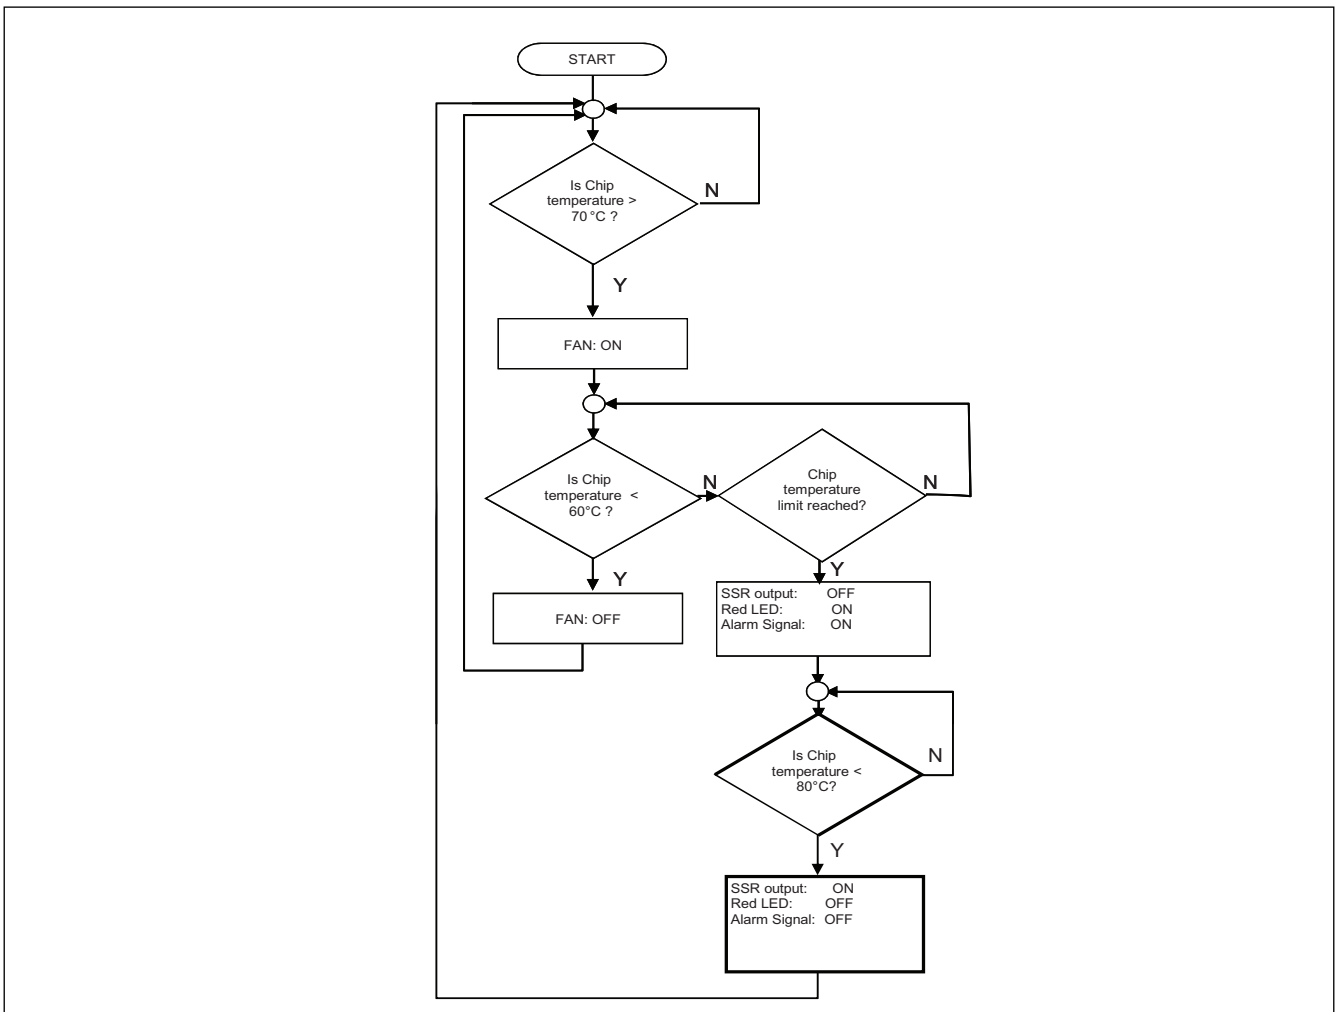 START
Is Chip
temperature >
70°C ?
N
Y
FAN: ON
Is Chip
temperature <
60°C ?
N
Chip
temperature
limit reached?
N
Y
Y
FAN: OFF
SSR output: OFF
Red LED: ON
Alarm Signal: ON
Is Chip
temperature <
80°C?
N
Y
SSR output: ON
Red LED: OFF
Alarm Signal: OFF